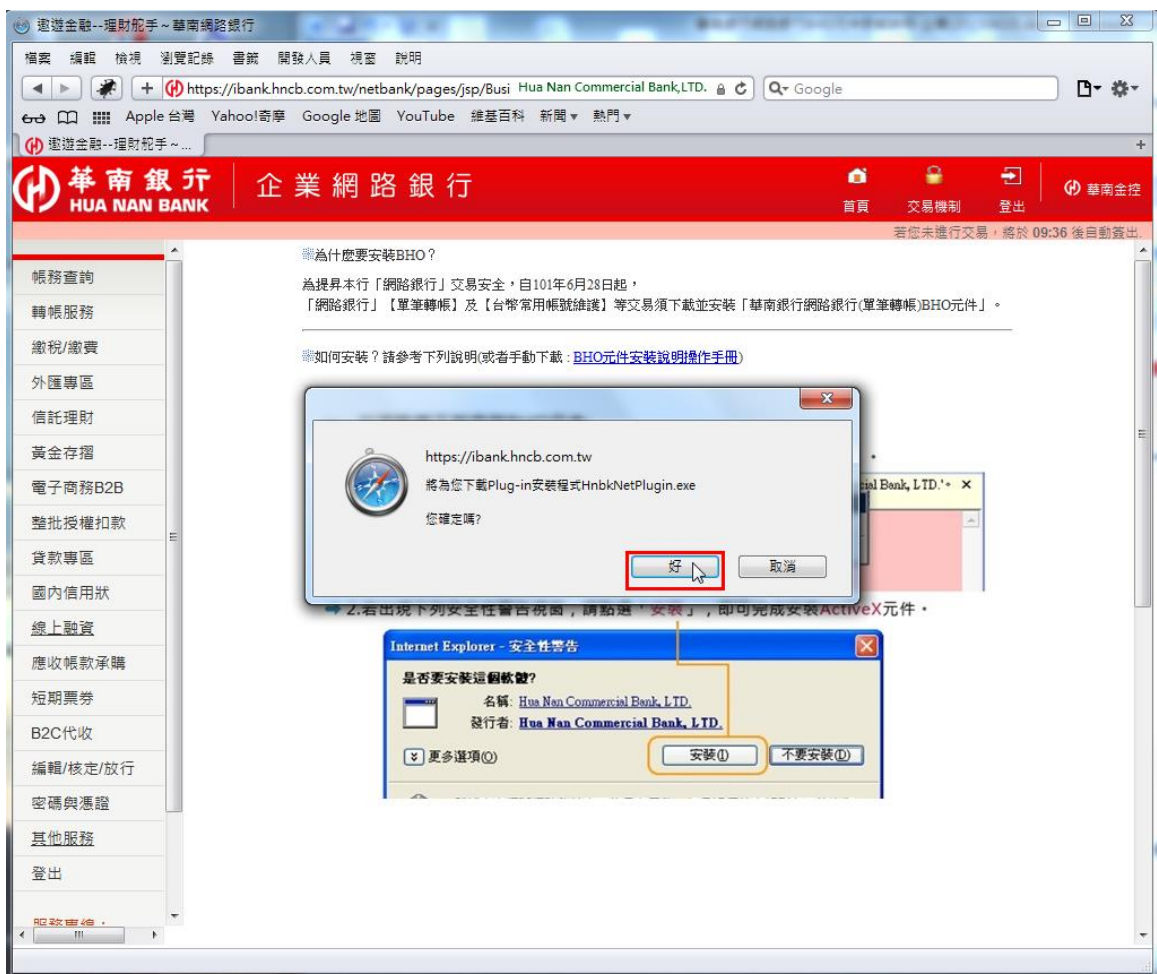 遨遊金融--理財舵手~華南網路銀行
檔案 編輯 檢視 瀏覽記錄 書籤 開發人員 視窗 說明
https://ibank.hncb.com.tw/netbank/pages/jsp/Busi Hua Nan Commercial Bank,LTD. Google
Apple 台灣 Yahoo!奇摩 Google 地圖 YouTube 維基百科 新聞 熱門
遨遊金融--理財舵手~...
華南銀行 HUA NAN BANK 企業網路銀行
首頁 交易機制 登出 華南金控
若您未進行交易，將於 09:36 後自動簽出.
帳務查詢
轉帳服務
繳稅/繳費
外匯專區
信託理財
黃金存摺
電子商務B2B
整批授權扣款
貸款專區
國內信用狀
線上融資
應收帳款承購
短期票券
B2C代收
編輯/核定/放行
密碼與憑證
其他服務
登出
為什麼要安裝BHO？
為提昇本行「網路銀行」交易安全，自101年6月28日起，
「網路銀行」【單筆轉帳】及【台幣常用帳號維護】等交易須下載並安裝「華南銀行網路銀行(單筆轉帳)BHO元件」。
如何安裝？請參考下列說明(或者手動下載 : BHO元件安裝說明操作手冊)
https://ibank.hncb.com.tw
將為您下載Plug-in安裝程式HnbkNetPlugin.exe
您確定嗎?
好 取消
Bank, LTD.'。
2.若出現下列安全性警告視窗，請點選「安裝」，即可完成安裝ActiveX元件。
Internet Explorer - 安全性警告
是否要安裝這個軟體?
名稱: Hua Nan Commercial Bank, LTD.
發行者: Hua Nan Commercial Bank, LTD.
更多選項(O) 安裝(I) 不要安裝(D)